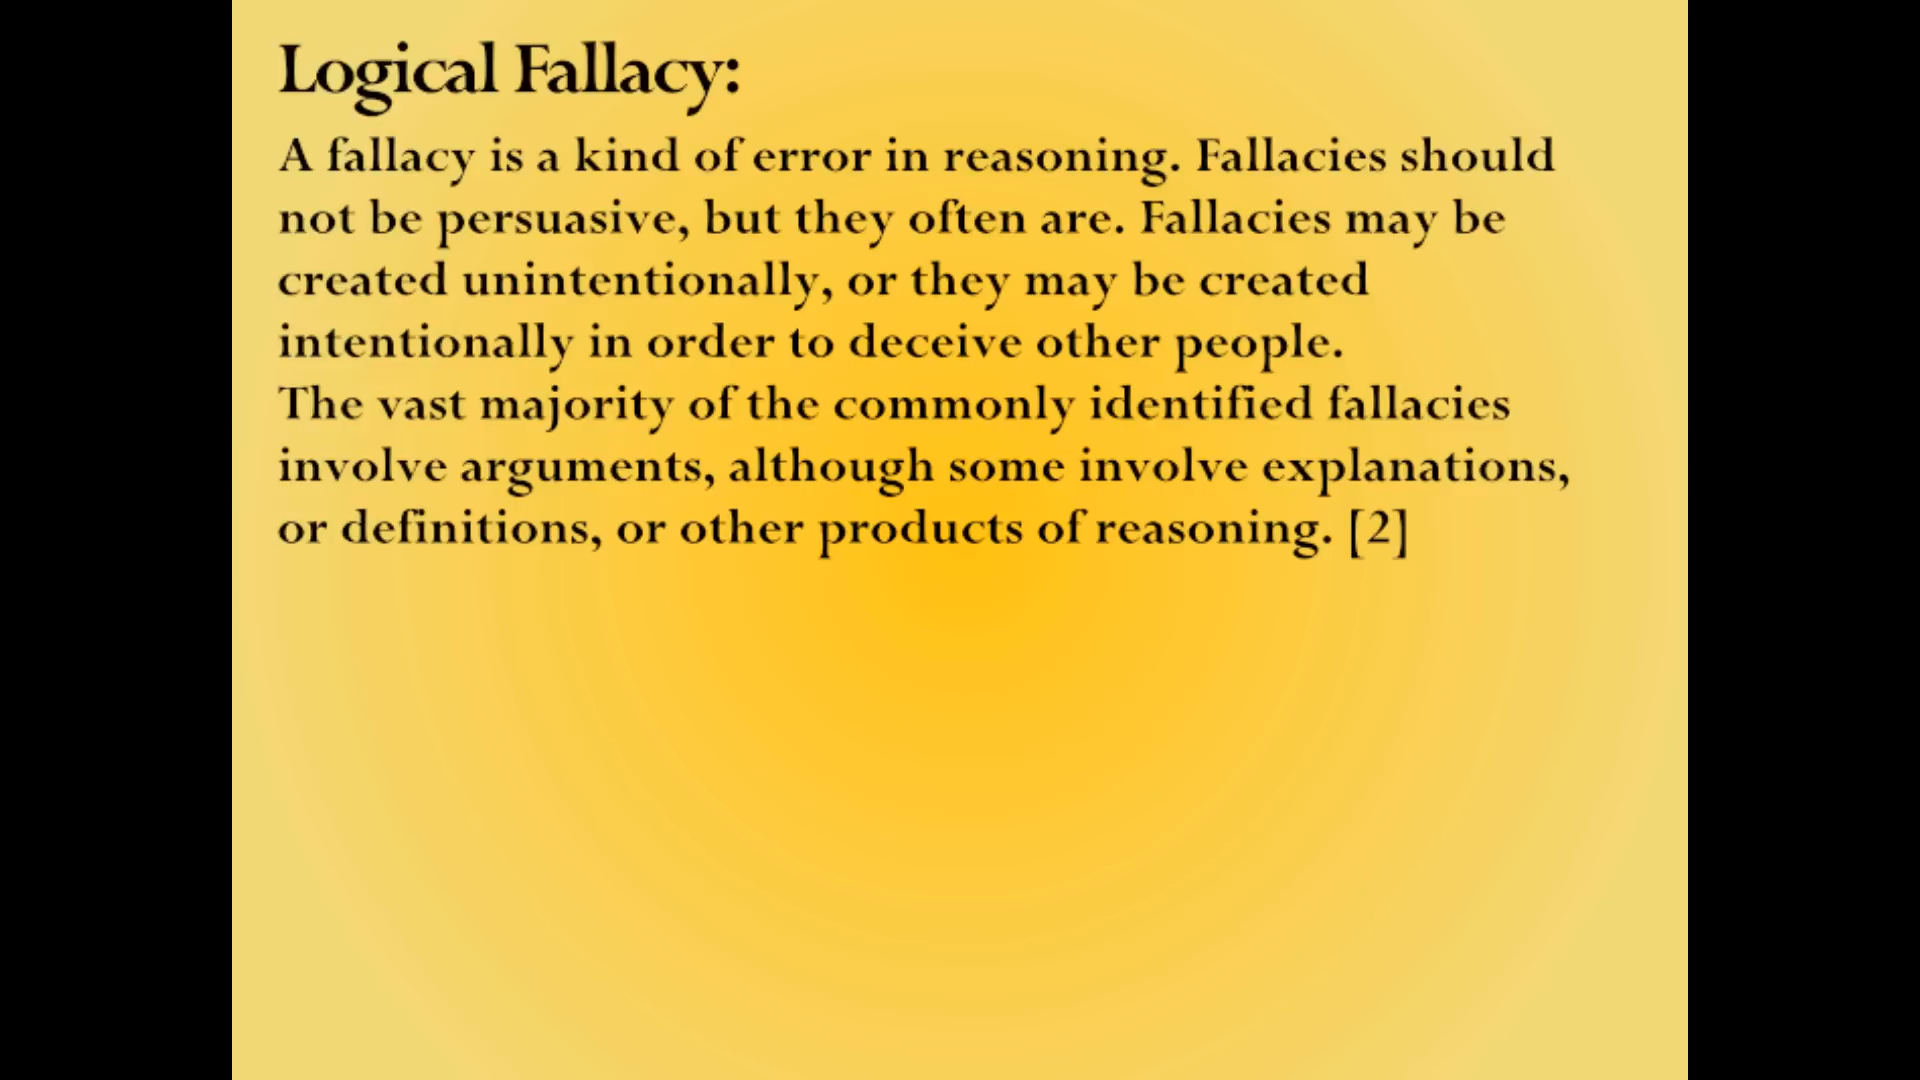 Logical Fallacy:
A fallacy is a kind of error in reasoning. Fallacies should
not be persuasive, but they often are. Fallacies may be
created unintentionally, or they may be created
intentionally in order to deceive other people.
The vast majority of the commonly identified fallacies
involve arguments, although some involve explanations,
or definitions, or other products of reasoning. [2]